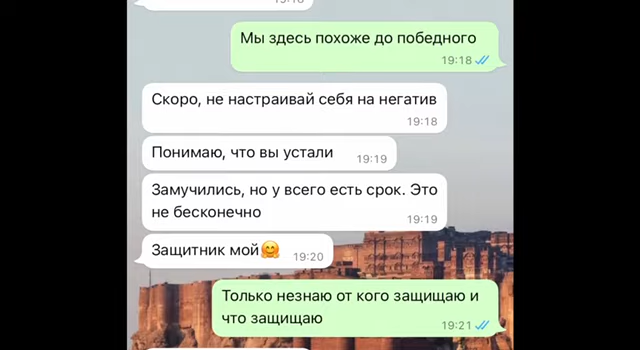 Мы здесь похоже до победного
19:18
Скоро, не настраивай себя на негатив
19:18
Понимаю, что вы устали
19:19
Замучились, но у всего есть срок. Это
не бесконечно
19:19
Защитник мой🤗
19:20
Только незнаю от кого защищаю и
что защищаю
19:21